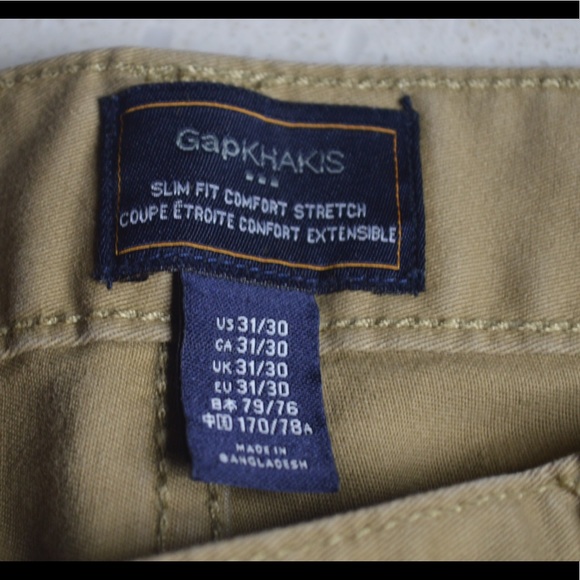 GapKHAKIS
SLIM FIT COMFORT STRETCH
COUPE ÉTROITE CONFORT EXTENSIBLE
US 31/30
CA 31/30
UK 31/30
EU 31/30
日本 79/76
中国 170/78A
MADE IN
BANGLADESH